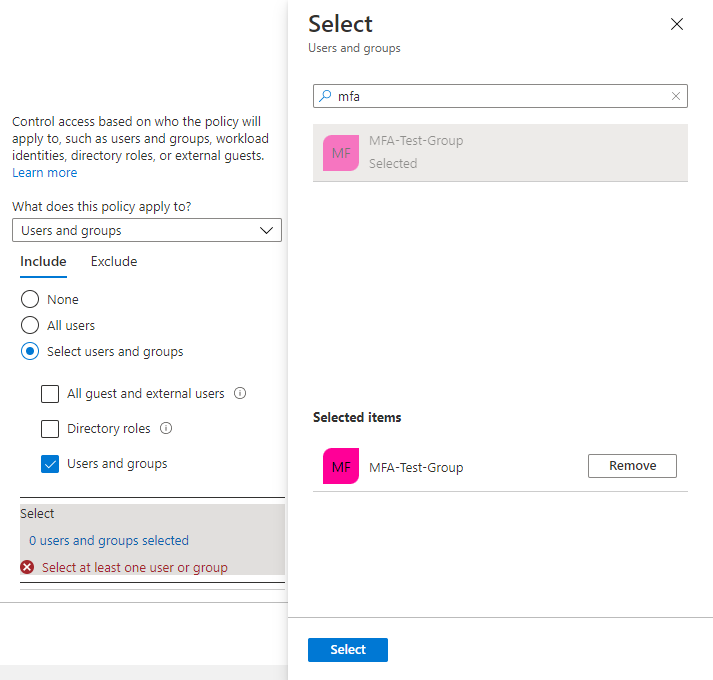 Control access based on who the policy will
apply to, such as users and groups, workload
identities, directory roles, or external guests.
Learn more
What does this policy apply to?
Users and groups
Include
Exclude
None
All users
Select users and groups
All guest and external users
Directory roles
Users and groups
Select
0 users and groups selected
Select at least one user or group
Select
Users and groups
mfa
MF
MFA-Test-Group
Selected
Selected items
MF
MFA-Test-Group
Remove
Select